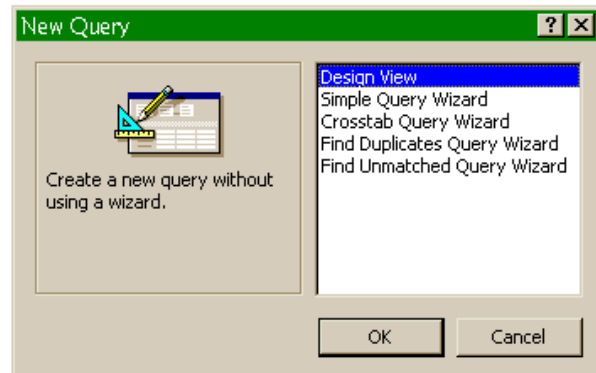 New Query
Design View
Simple Query Wizard
Crosstab Query Wizard
Find Duplicates Query Wizard
Find Unmatched Query Wizard
Create a new query without
using a wizard.
OK
Cancel